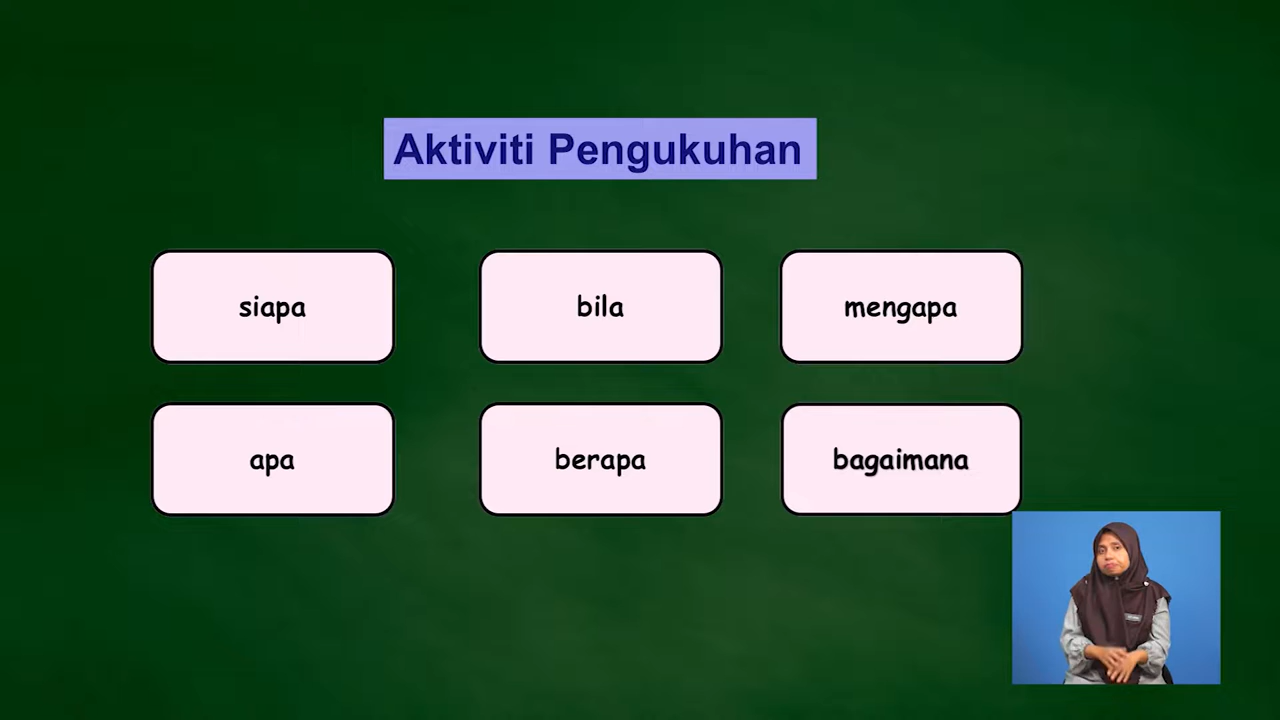 Aktiviti Pengukuhan
siapa
bila
mengapa
apa
berapa
bagaimana